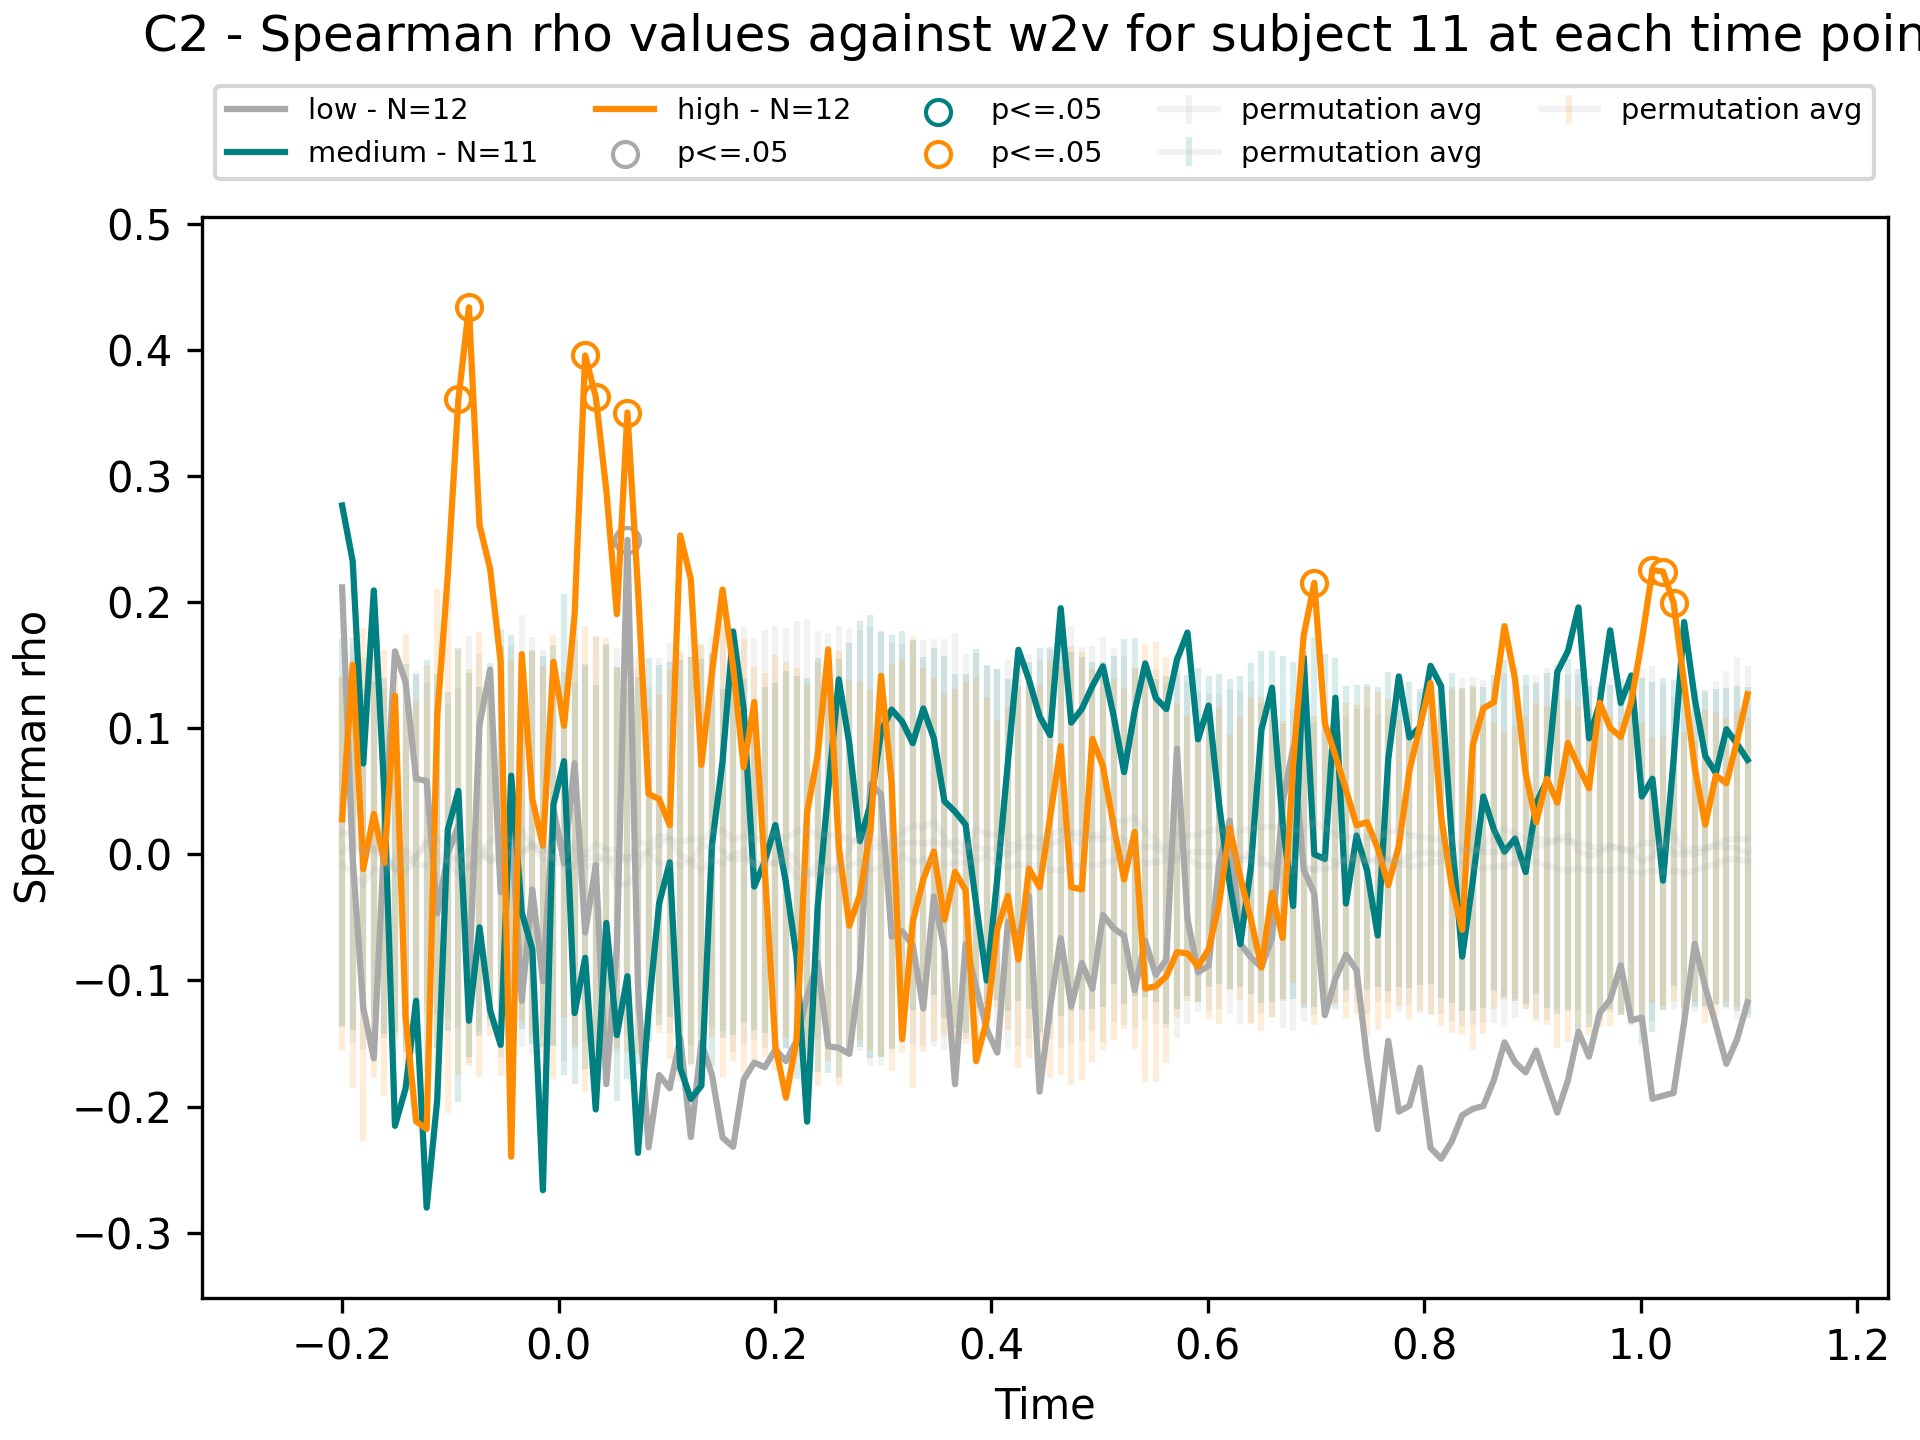 C2 - Spearman rho values against w2v for subject 11 at each time poin
low - N=12
medium - N=11
high - N=12
p<=.05
p<=.05
p<=.05
permutation avg
permutation avg
permutation avg
Spearman rho
0.5
0.4
0.3
0.2
0.1
0.0
−0.1
−0.2
−0.3
−0.2 0.0 0.2 0.4 0.6 0.8 1.0 1.2
Time